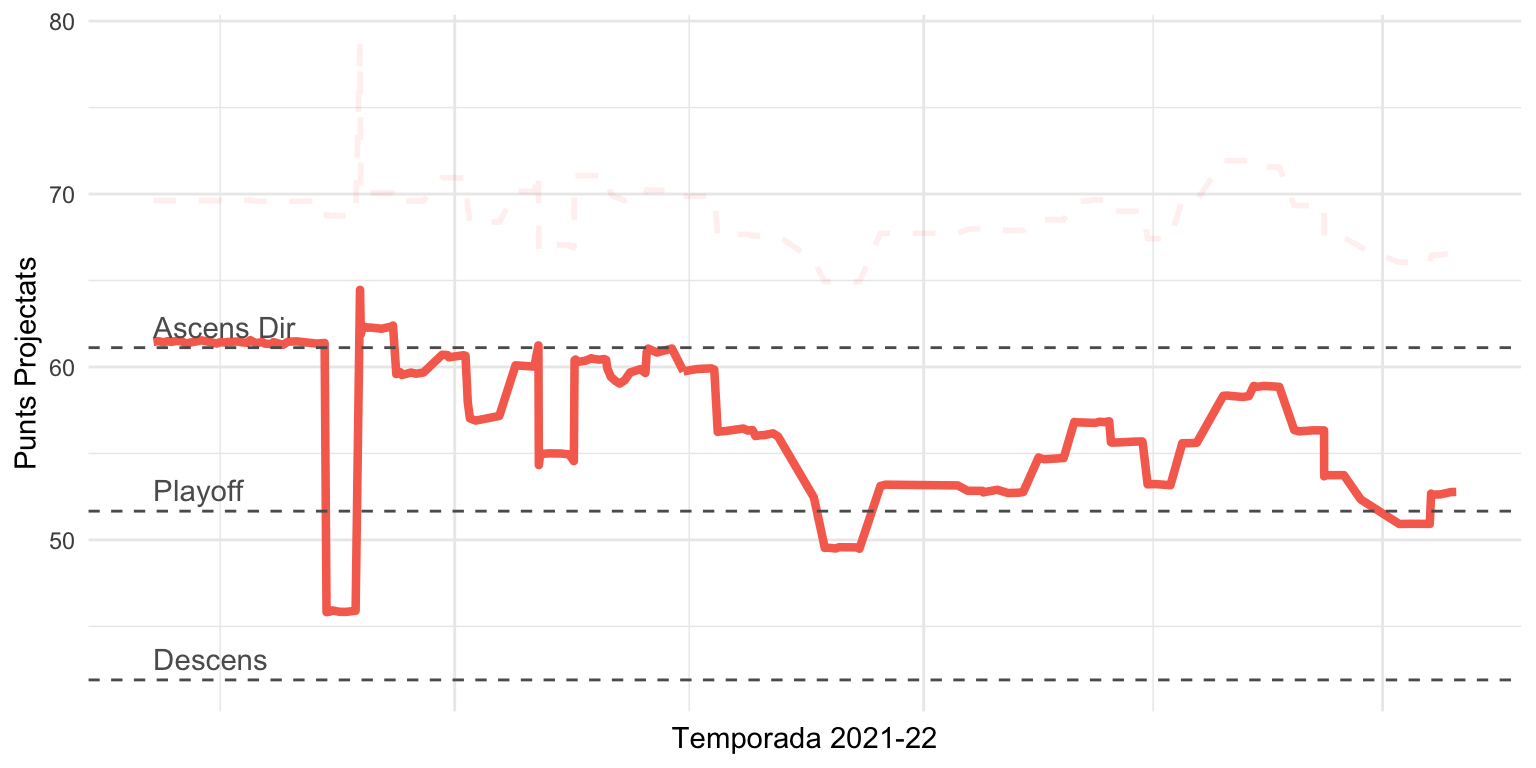 80
70
60
50
Punts Projectats
Ascens Dir
Playoff
Descens
Temporada 2021-22